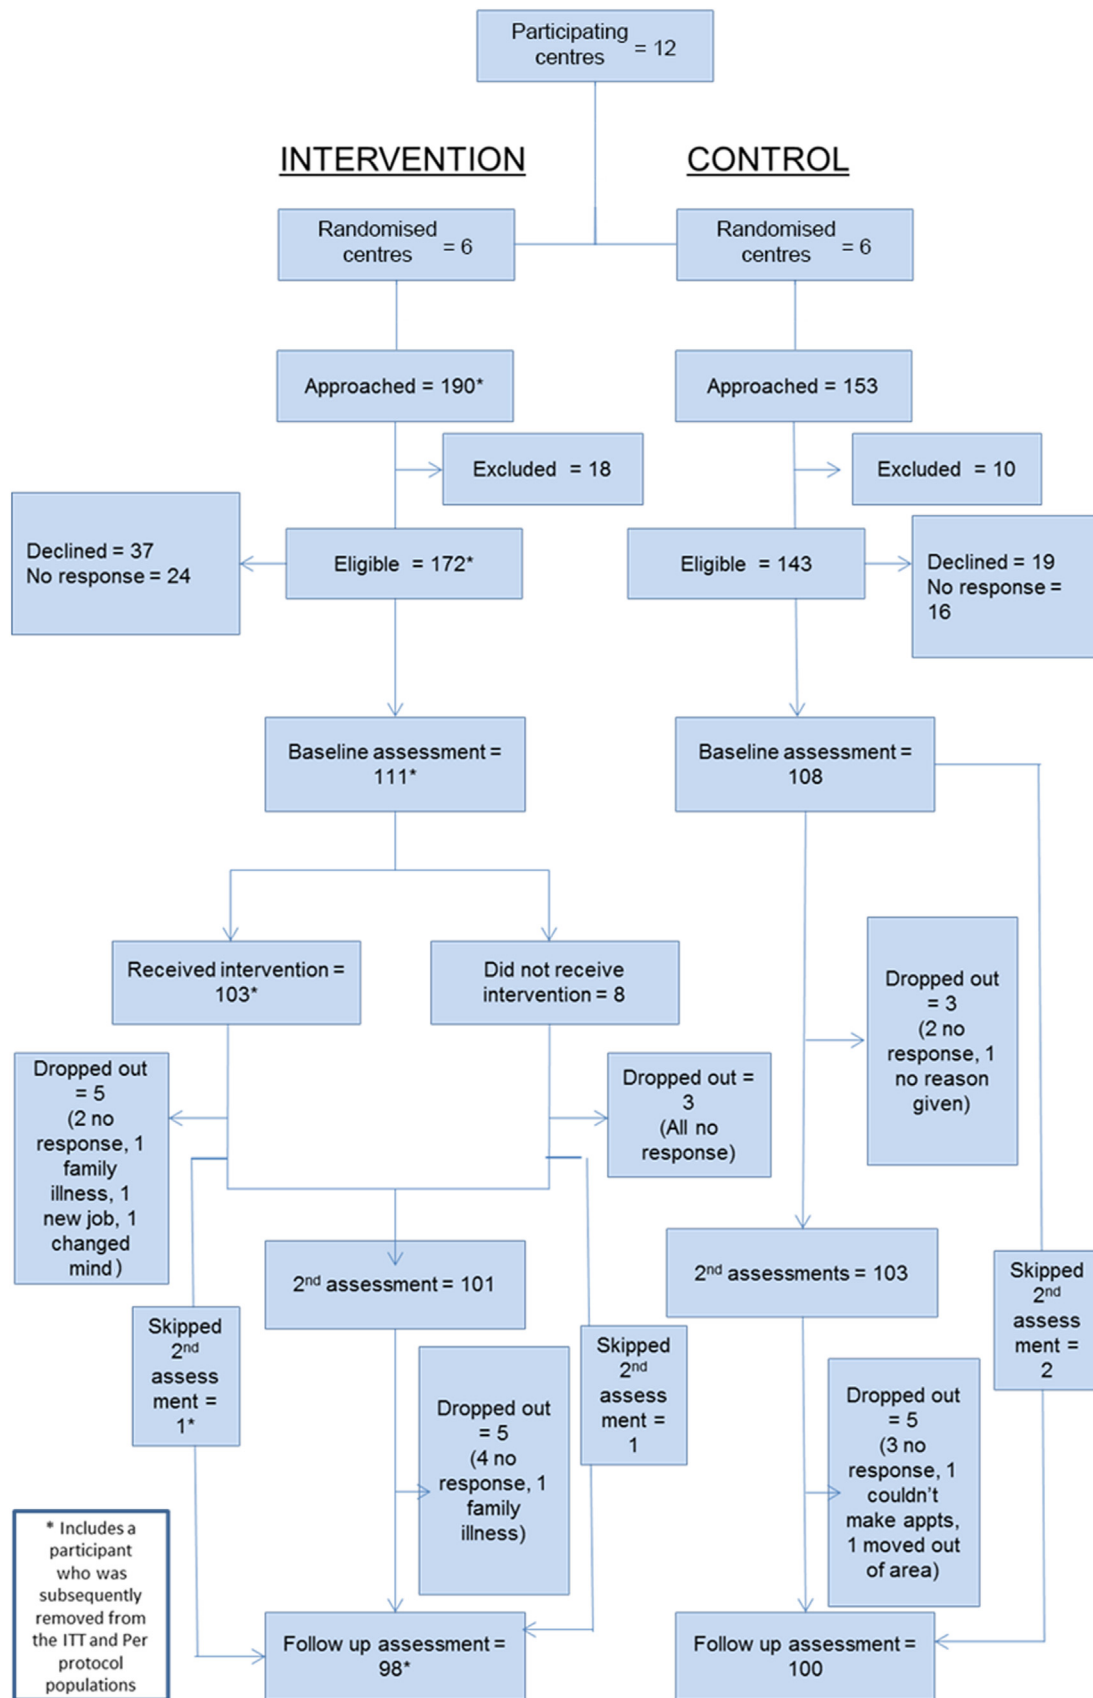 Participating
centres = 12
INTERVENTION
CONTROL
Randomised
centres = 6
Randomised
centres = 6
Approached = 190*
Approached = 153
Excluded = 18
Excluded = 10
Declined = 37
No response = 24
Eligible = 172*
Eligible = 143
Declined = 19
No response =
16
Baseline assessment =
111*
Baseline assessment =
108
Received intervention =
103*
Did not receive
intervention = 8
Dropped out
= 3
(2 no
response, 1
no reason
given)
Dropped out
= 5
(2 no
response, 1
family
illness, 1
new job, 1
changed
mind)
Dropped out =
3
(All no
response)
2nd assessment = 101
2nd assessments = 103
Skipped
2nd
assess
ment =
2
Skipped
2nd
assess
ment =
1*
Dropped out
= 5
(4 no
response, 1
family
illness)
Skipped
2nd
assess
ment =
1
Dropped out
= 5
(3 no
response, 1
couldn't
make appts,
1 moved out
of area)
* Includes a
participant
who was
subsequently
removed from
the ITT and Per
protocol
populations
Follow up assessment =
98*
Follow up assessment =
100